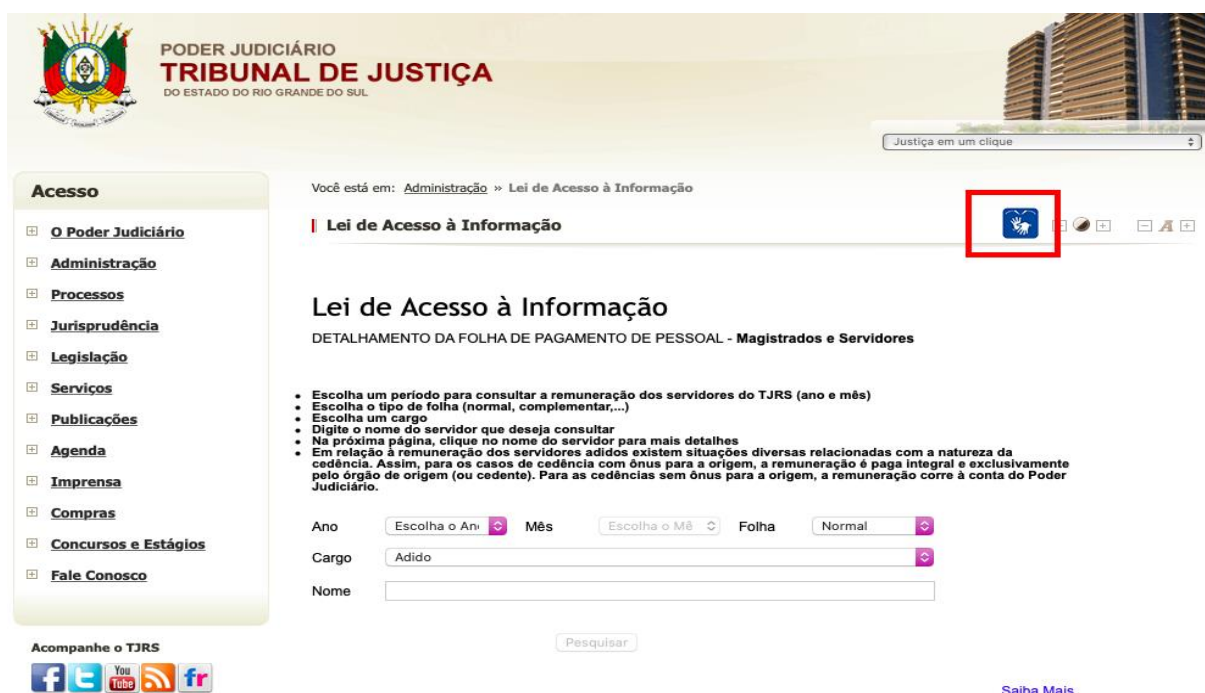 PODER JUDICIÁRIO
TRIBUNAL DE JUSTIÇA
DO ESTADO DO RIO GRANDE DO SUL
Justiça em um clique
Acesso
O Poder Judiciário
Administração
Processos
Jurisprudência
Legislação
Serviços
Publicações
Agenda
Imprensa
Compras
Concursos e Estágios
Fale Conosco
Acompanhe o TJRS
You
Tube
fr
Você está em: Administração » Lei de Acesso à Informação
Lei de Acesso à Informação
A
Lei de Acesso à Informação
DETALHAMENTO DA FOLHA DE PAGAMENTO DE PESSOAL - Magistrados e Servidores
• Escolha um período para consultar a remuneração dos servidores do TJRS (ano e mês)
• Escolha o tipo de folha (normal, complementar,...)
• Escolha um cargo
• Digite o nome do servidor que deseja consultar
• Na próxima página, clique no nome do servidor para mais detalhes
• Em relação à remuneração dos servidores adidos existem situações diversas relacionadas com a natureza da
cedência. Assim, para os casos de cedência com ônus para a origem, a remuneração é paga integral e exclusivamente
pelo órgão de origem (ou cedente). Para as cedências sem ônus para a origem, a remuneração corre à conta do Poder
Judiciário.
Ano Escolha o An Mês Escolha o Mê Folha Normal
Cargo Adido
Nome
Pesquisar
Saiba Mais